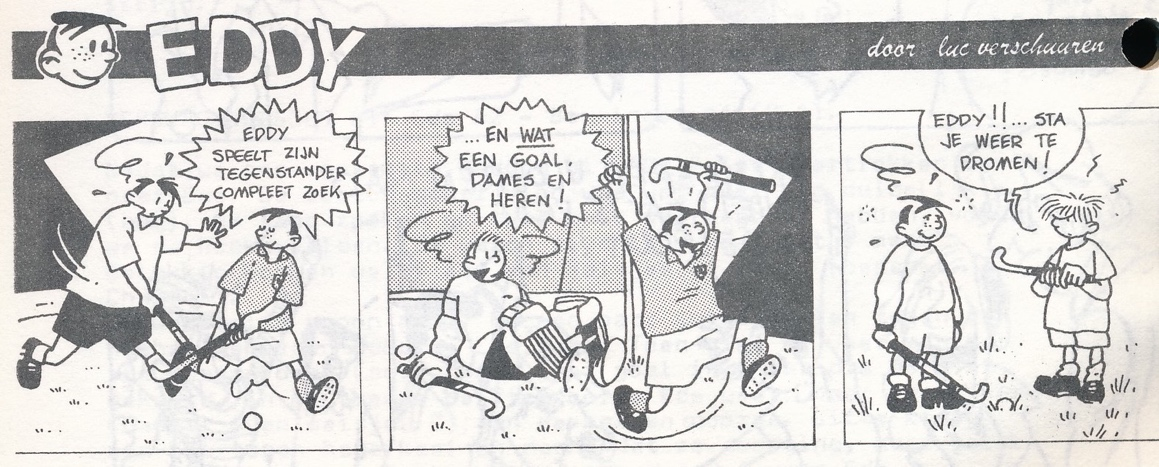 EDDY
door luc verschuuren
EDDY
SPEELT ZIJN
TEGENSTANDER
COMPLEET ZOEK
... EN WAT
EEN GOAL,
DAMES EN
HEREN
EDDY!!... STA
JE WEER TE
DROMEN!